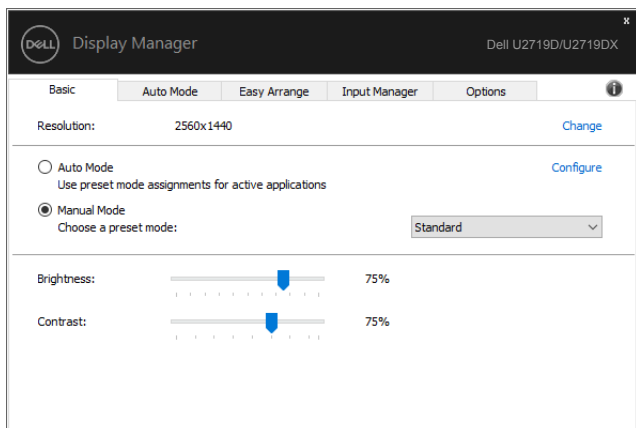 x
DELL Display Manager Dell U2719D/U2719DX
Basic Auto Mode Easy Arrange Input Manager Options i
Resolution: 2560x1440 Change
Auto Mode Configure
Use preset mode assignments for active applications
Manual Mode
Choose a preset mode: Standard
Brightness: 75%
Contrast: 75%